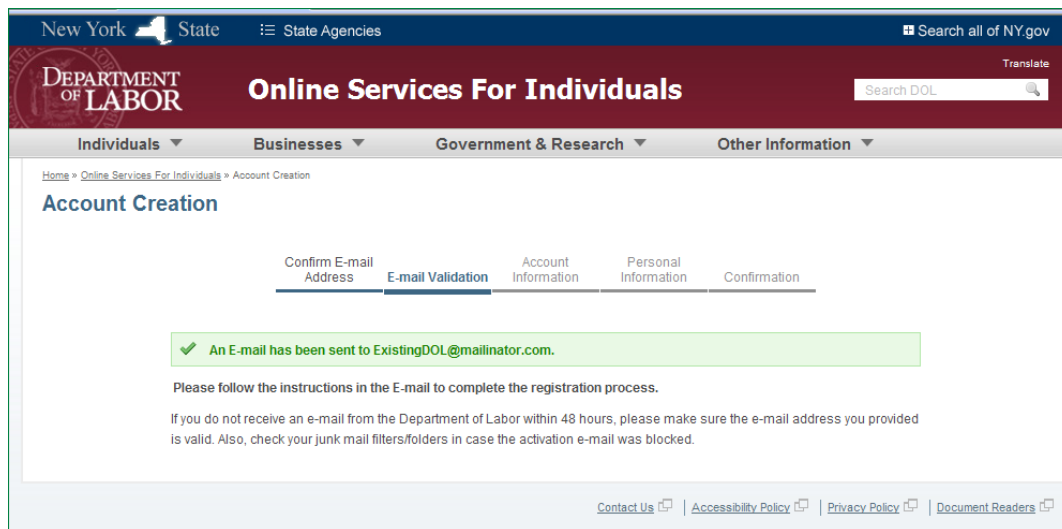 New York State
State Agencies
Search all of NY.gov
Translate
DEPARTMENT
OF LABOR
Online Services For Individuals
Search DOL
Individuals
Businesses
Government & Research
Other Information
Home » Online Services For Individuals » Account Creation
Account Creation
Confirm E-mail
Address
E-mail Validation
Account
Information
Personal
Information
Confirmation
An E-mail has been sent to ExistingDOL@mailinator.com.
Please follow the instructions in the E-mail to complete the registration process.
If you do not receive an e-mail from the Department of Labor within 48 hours, please make sure the e-mail address you provided
is valid. Also, check your junk mail filters/folders in case the activation e-mail was blocked.
Contact Us | Accessibility Policy | Privacy Policy | Document Readers